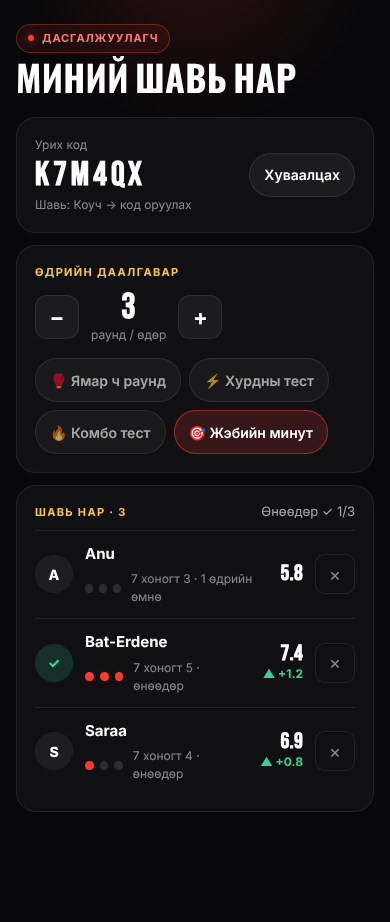 ДАСГАЛЖУУЛАГЧ
МИНИЙ ШАВЬ НАР
Урих код
K7M4QX
Шавь: Коуч → код оруулах
Хуваалцах
ӨДРИЙН ДААЛГАВАР
− 3 +
раунд / өдөр
🥊 Ямар ч раунд
⚡ Хурдны тест
🔥 Комбо тест
🎯 Жэбийн минут
ШАВЬ НАР · 3
Өнөөдөр ✓ 1/3
A
Anu
7 хоногт 3 · 1 өдрийн
өмнө
5.8
×
✓
Bat-Erdene
7 хоногт 5 ·
өнөөдөр
7.4
▲ +1.2
×
S
Saraa
7 хоногт 4 ·
өнөөдөр
6.9
▲ +0.8
×